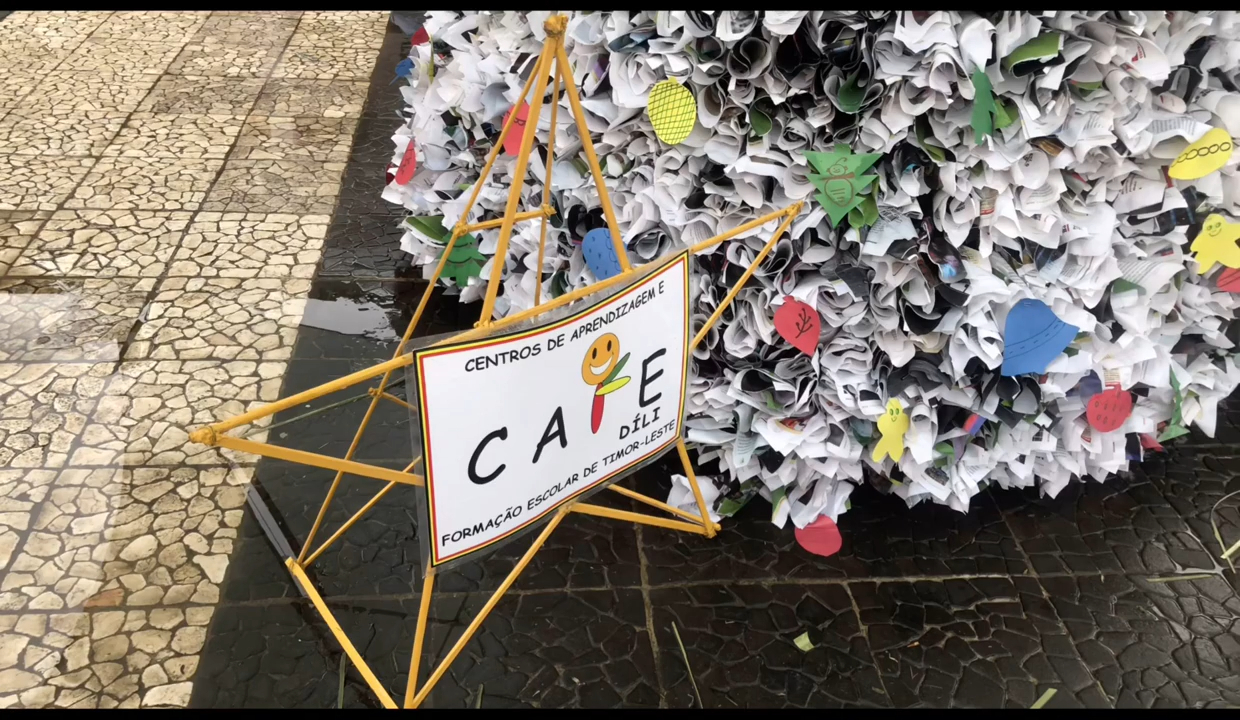 CENTROS DE APRENDIZAGEM E
CAFE
DÍLI
FORMAÇÃO ESCOLAR DE TIMOR-LESTE